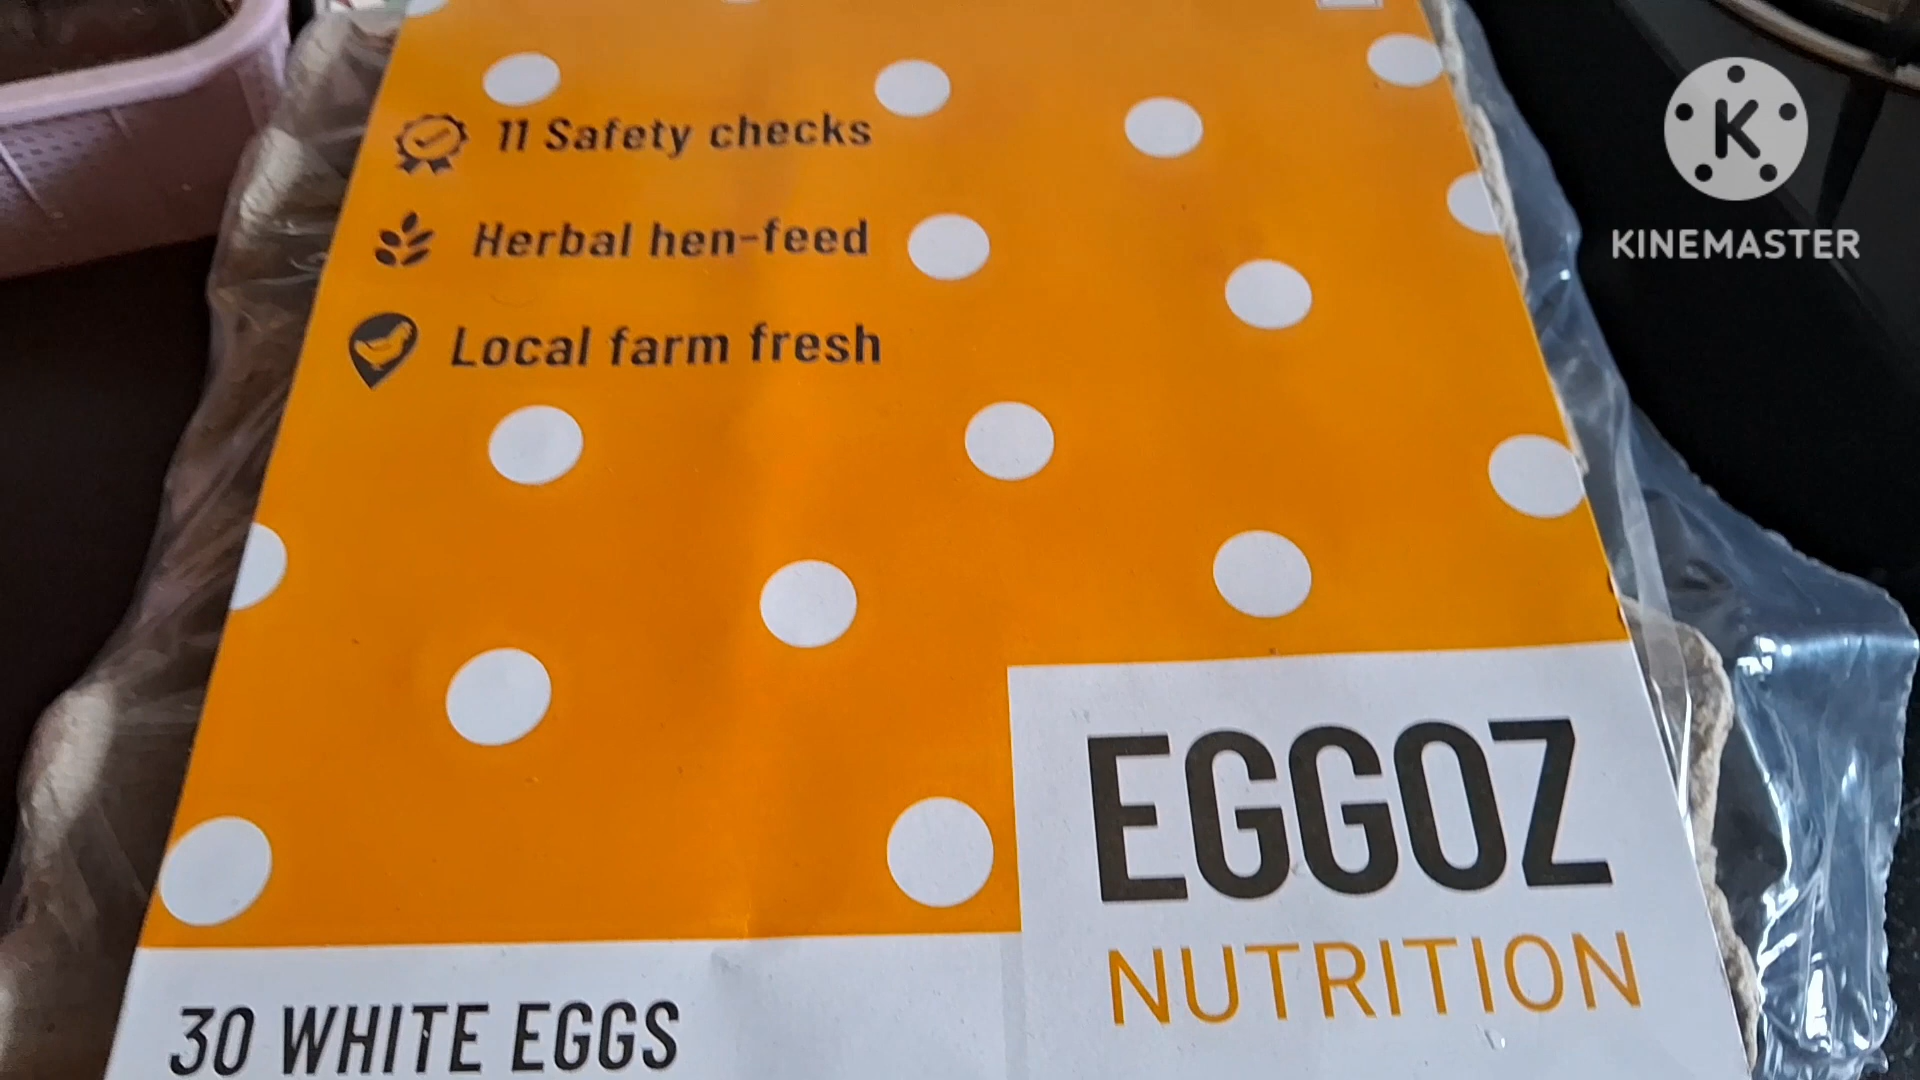 11 Safety checks
Herbal hen-feed
Local farm fresh
K
KINEMASTER
EGGOZ
NUTRITION
30 WHITE EGGS